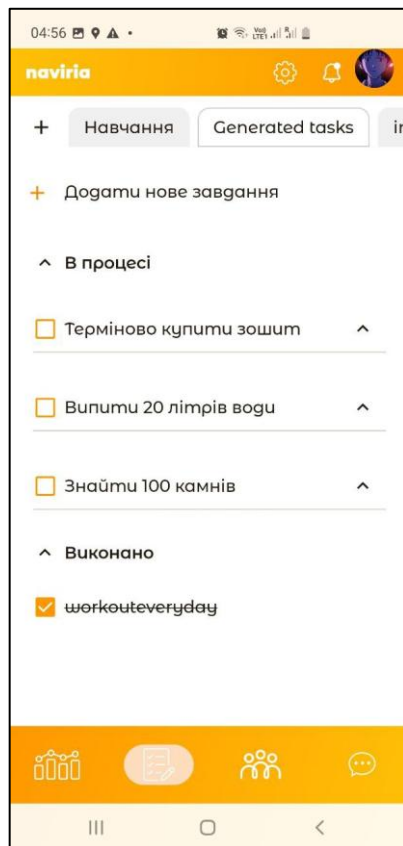 04:56
naviria
+ Навчання Generated tasks
+ Додати нове завдання
В процесі
Терміново купити зошит
Випити 20 літрів води
Знайти 100 камнів
Виконано
workouteveryday